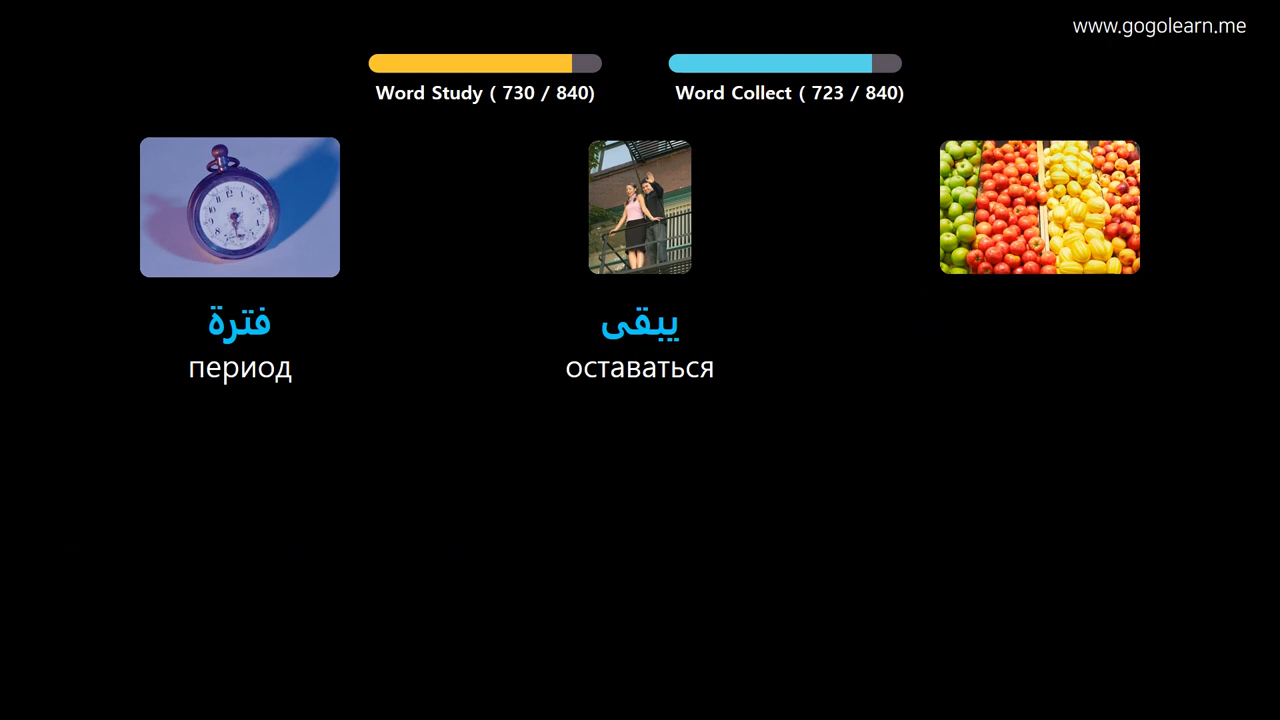 www.gogolearn.me
Word Study ( 730 / 840)
Word Collect ( 723 / 840)
فترة
период
يبقى
оставаться